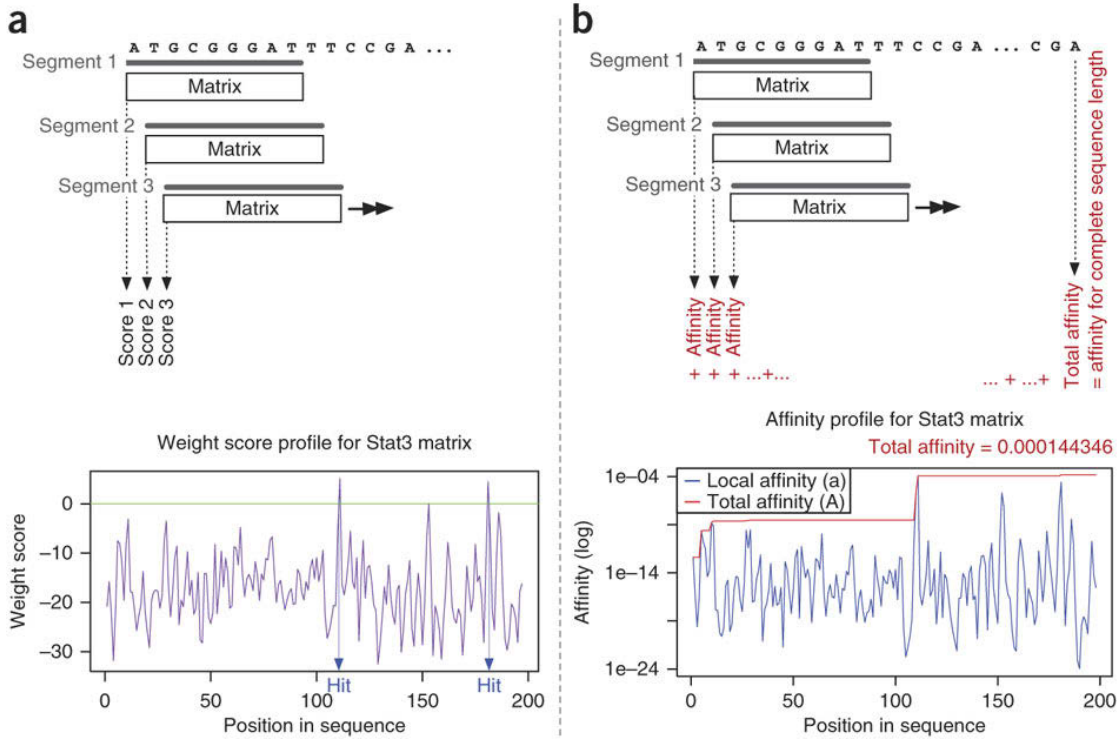 a
A T G C G G G A T T T C C G A ...
Segment 1
Matrix
Segment 2
Matrix
Segment 3
Matrix
Score 1
Score 2
Score 3
Weight score profile for Stat3 matrix
Weight score
0
–10
–20
–30
Hit
Hit
0
50
100
150
200
Position in sequence
b
A T G C G G G A T T T C C G A ... C G A
Segment 1
Matrix
Segment 2
Matrix
Segment 3
Matrix
Affinity
Affinity
Affinity
+ + + ...+...
... + ...+
Total affinity
= affinity for complete sequence length
Affinity profile for Stat3 matrix
Total affinity = 0.000144346
Local affinity (a)
Total affinity (A)
Affinity (log)
1e–04
1e–14
1e–24
0
50
100
150
200
Position in sequence